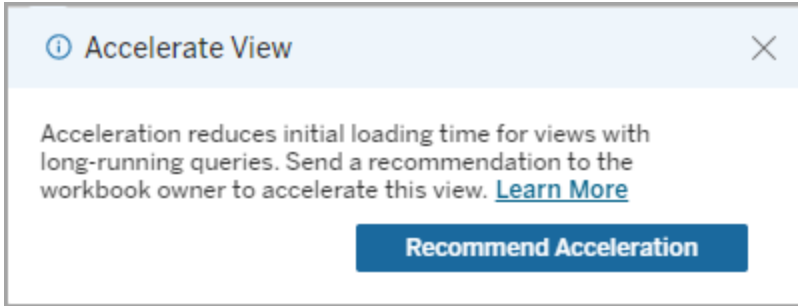 Accelerate View
Acceleration reduces initial loading time for views with
long-running queries. Send a recommendation to the
workbook owner to accelerate this view. Learn More
Recommend Acceleration